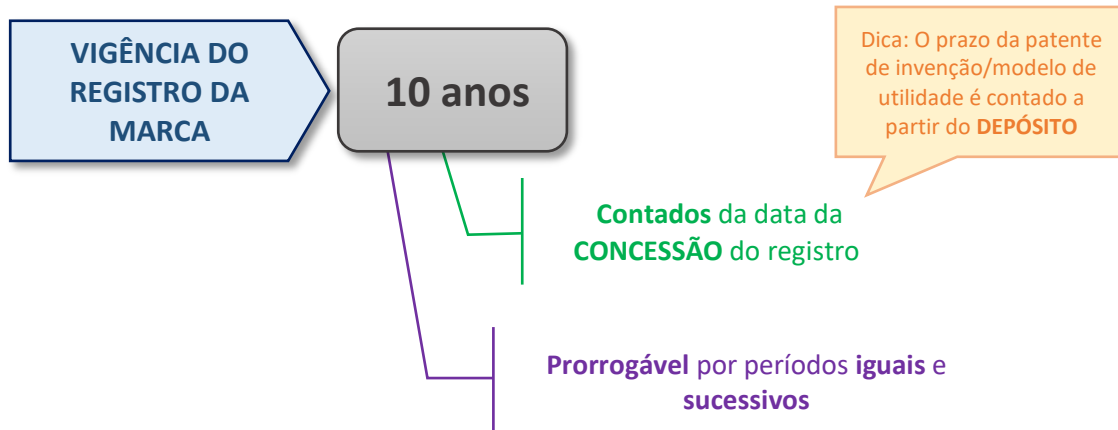 VIGÊNCIA DO
REGISTRO DA
MARCA
10 anos
Dica: O prazo da patente
de invenção/modelo de
utilidade é contado a
partir do DEPÓSITO
Contados da data da
CONCESSÃO do registro
Prorrogável por períodos iguais e
sucessivos